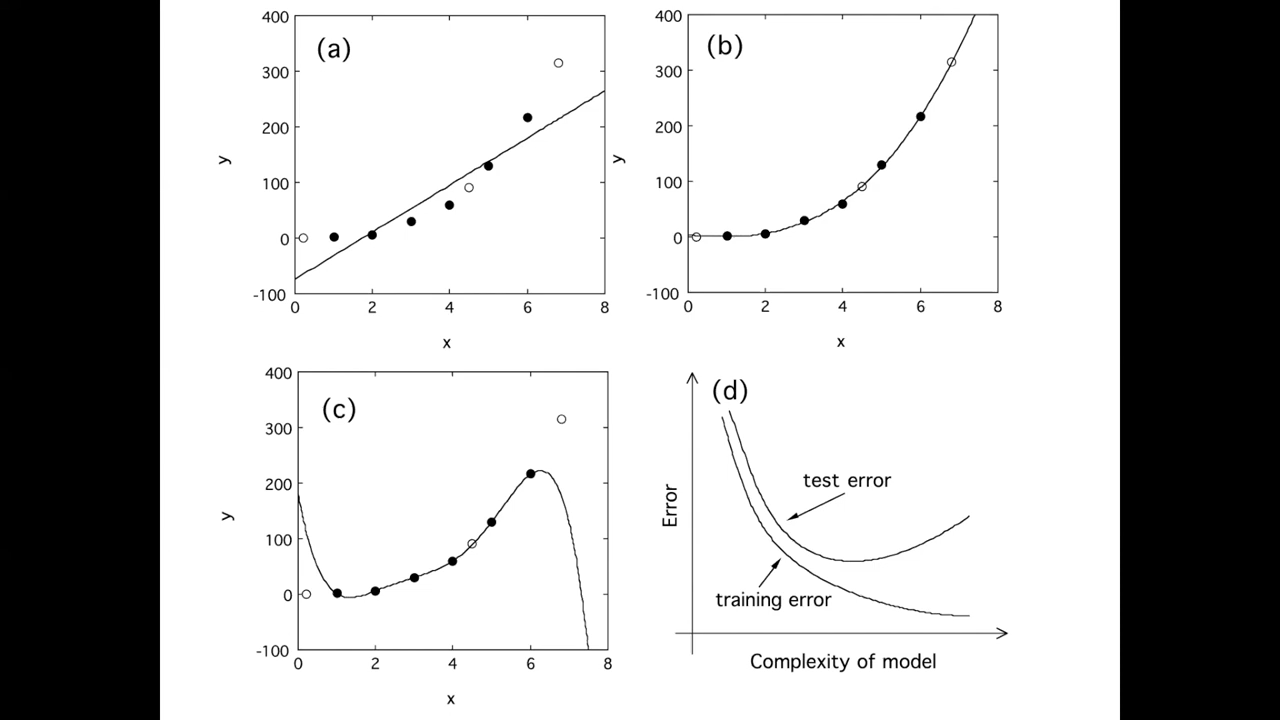 400
300
200
100
0
-100
(a)
y
0 2 4 6 8
x
400
300
200
100
0
-100
(b)
y
0 2 4 6 8
x
400
300
200
100
0
-100
(c)
y
0 2 4 6 8
x
(d)
Error
test error
training error
Complexity of model